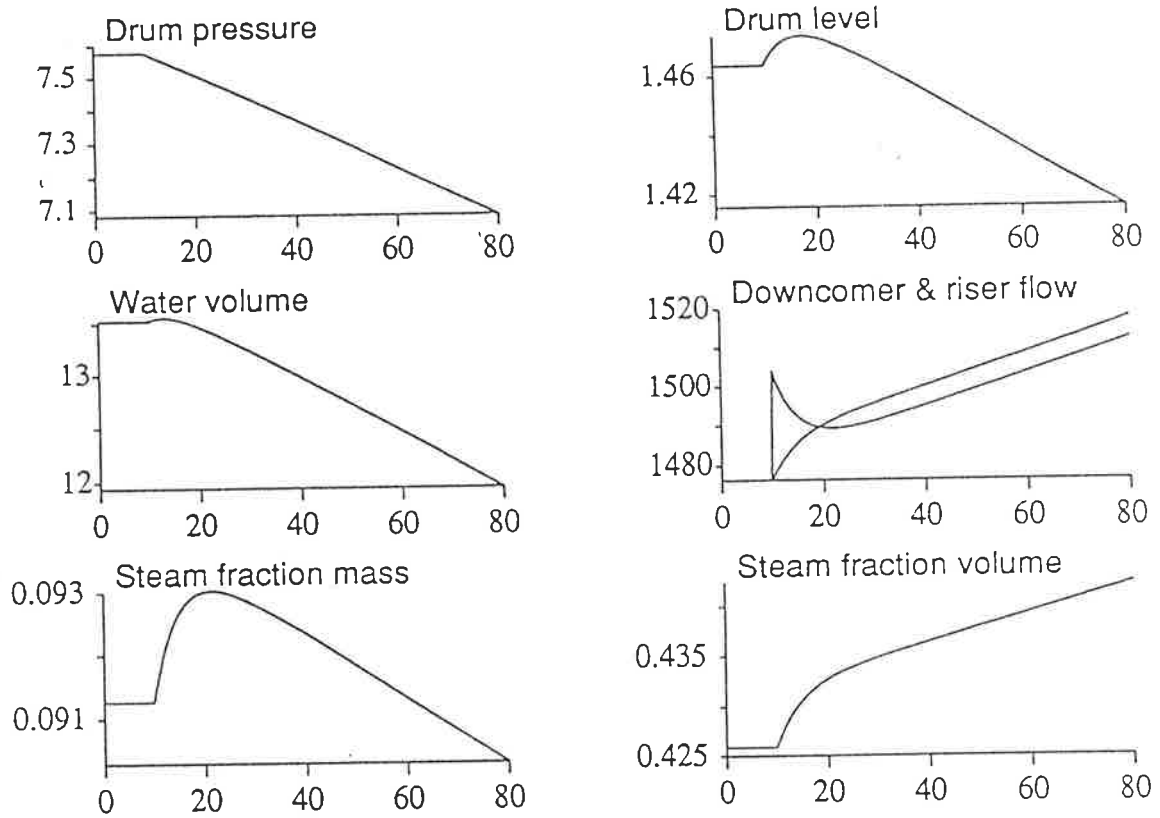 Drum pressure
7.5
7.3
7.1
0 20 40 60 80
Drum level
1.46
1.42
0 20 40 60 80
Water volume
13
12
0 20 40 60 80
Downcomer & riser flow
1520
1500
1480
0 20 40 60 80
Steam fraction mass
0.093
0.091
0 20 40 60 80
Steam fraction volume
0.435
0.425
0 20 40 60 80